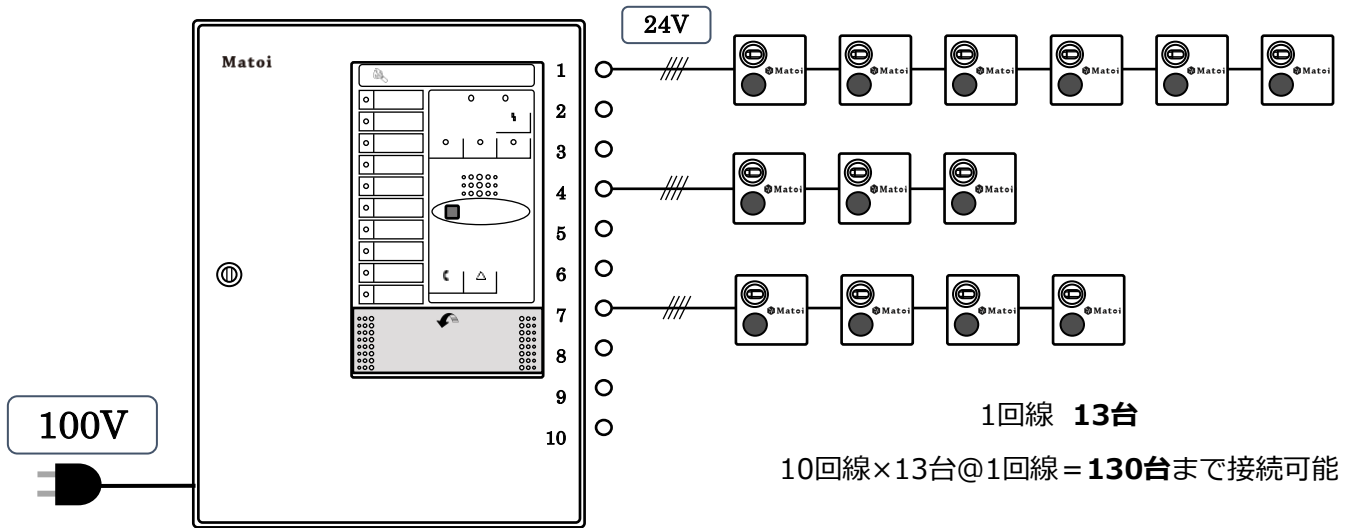 24V
Matoi
1
2
3
4
5
6
7
8
9
10
Matoi
Matoi
Matoi
Matoi
Matoi
Matoi
Matoi
Matoi
Matoi
Matoi
Matoi
Matoi
Matoi
100V
1回線 13台
10回線×13台@1回線=130台まで接続可能